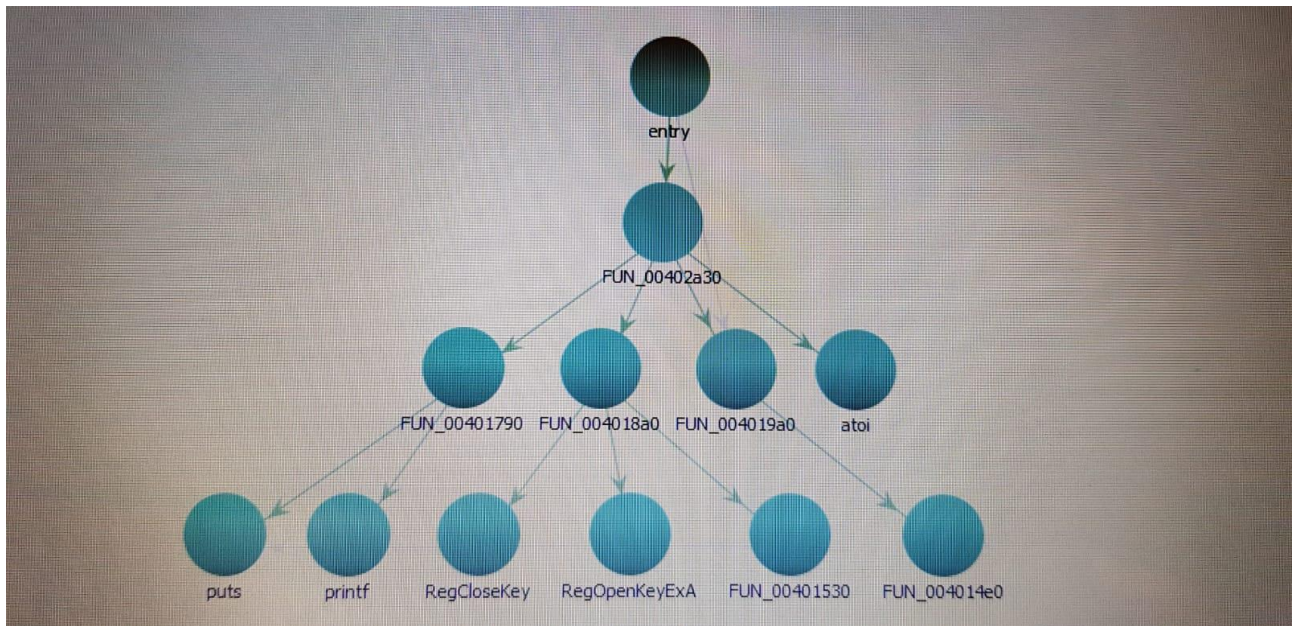 entry
FUN_00402a30
FUN_00401790 FUN_004018a0 FUN_004019a0 atoi
puts printf RegCloseKey RegOpenKeyExA FUN_00401530 FUN_004014e0